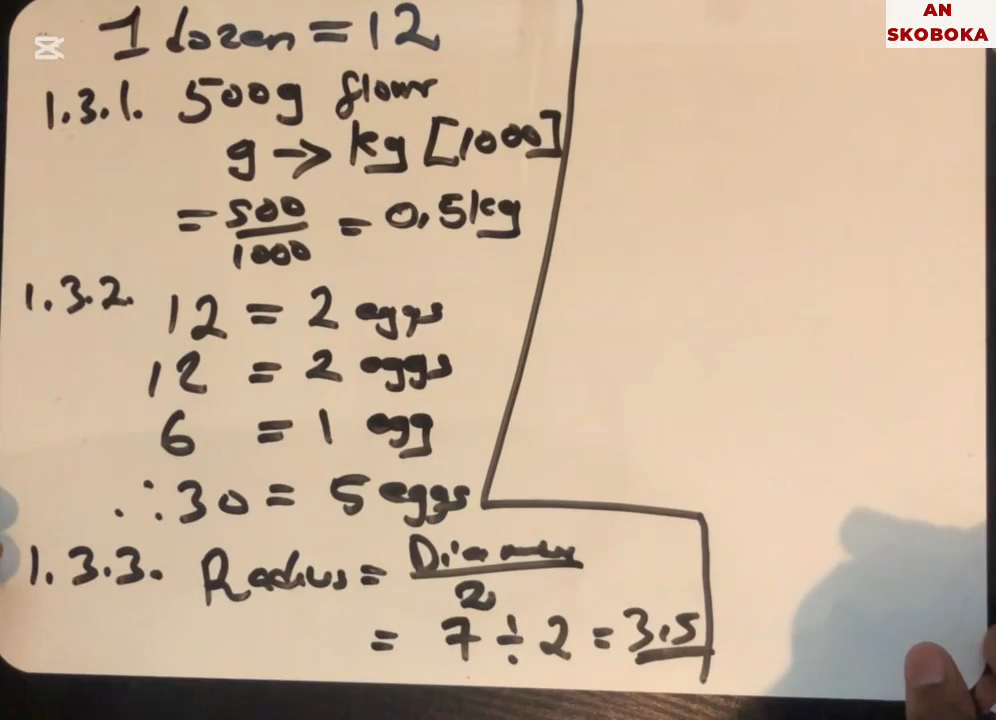 AN
SKOBOKA
1 dozen = 12
1.3.1. 500g flour
g → kg [1000]
= 500/1000 = 0,5kg
1.3.2. 12 = 2 eggs
12 = 2 eggs
6 = 1 egg
∴ 30 = 5 eggs
1.3.3. Radius = Diameter/2
= 7 ÷ 2 = 3.5